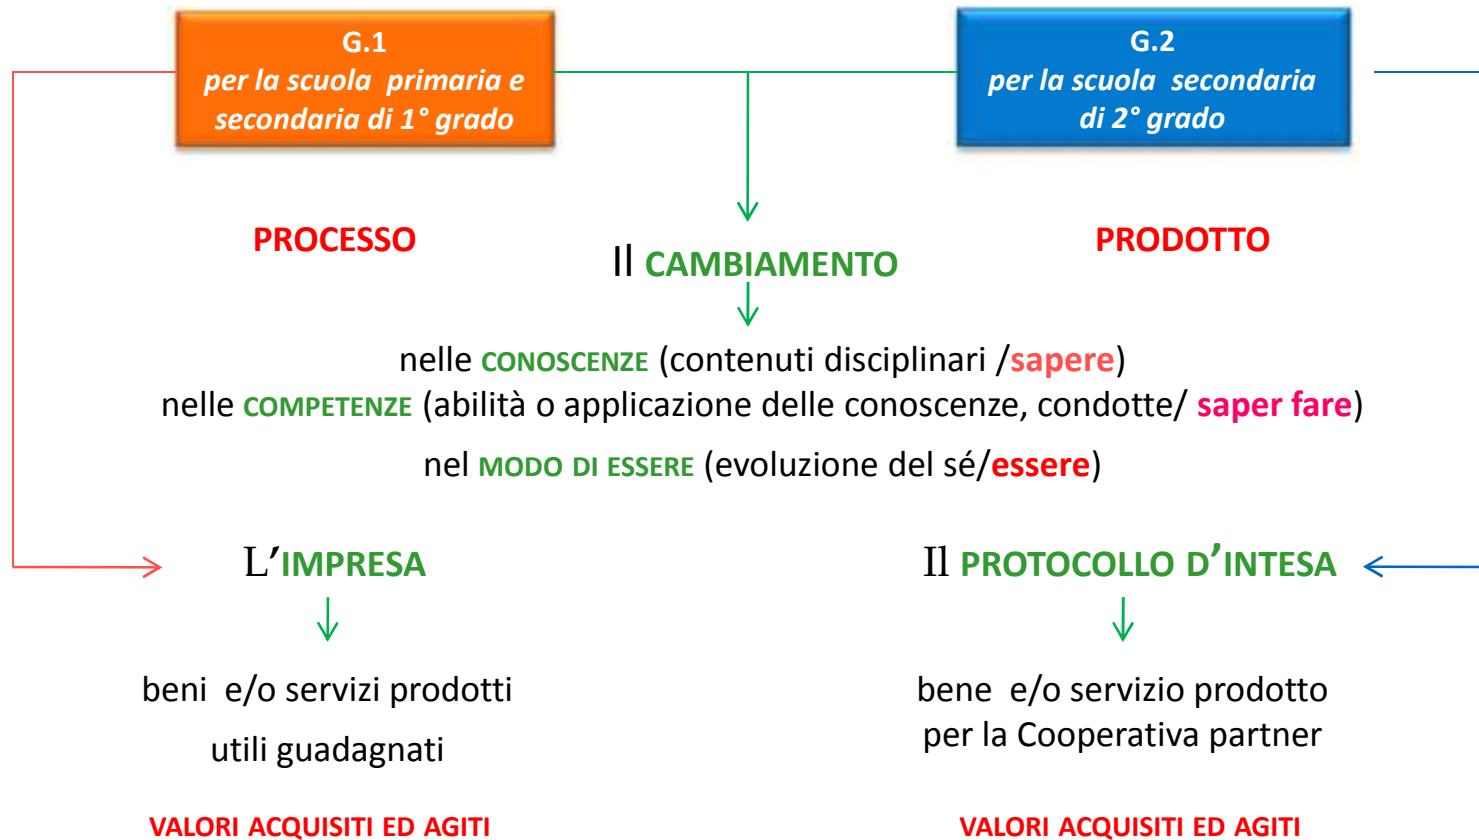 G.1
per la scuola primaria e
secondaria di 1° grado
G.2
per la scuola secondaria
di 2° grado
PROCESSO
PRODOTTO
Il CAMBIAMENTO
nelle CONOSCENZE (contenuti disciplinari /sapere)
nelle COMPETENZE (abilità o applicazione delle conoscenze, condotte/ saper fare)
nel MODO DI ESSERE (evoluzione del sé/essere)
L'IMPRESA
Il PROTOCOLLO D'INTESA
beni e/o servizi prodotti
utili guadagnati
bene e/o servizio prodotto
per la Cooperativa partner
VALORI ACQUISITI ED AGITI
VALORI ACQUISITI ED AGITI